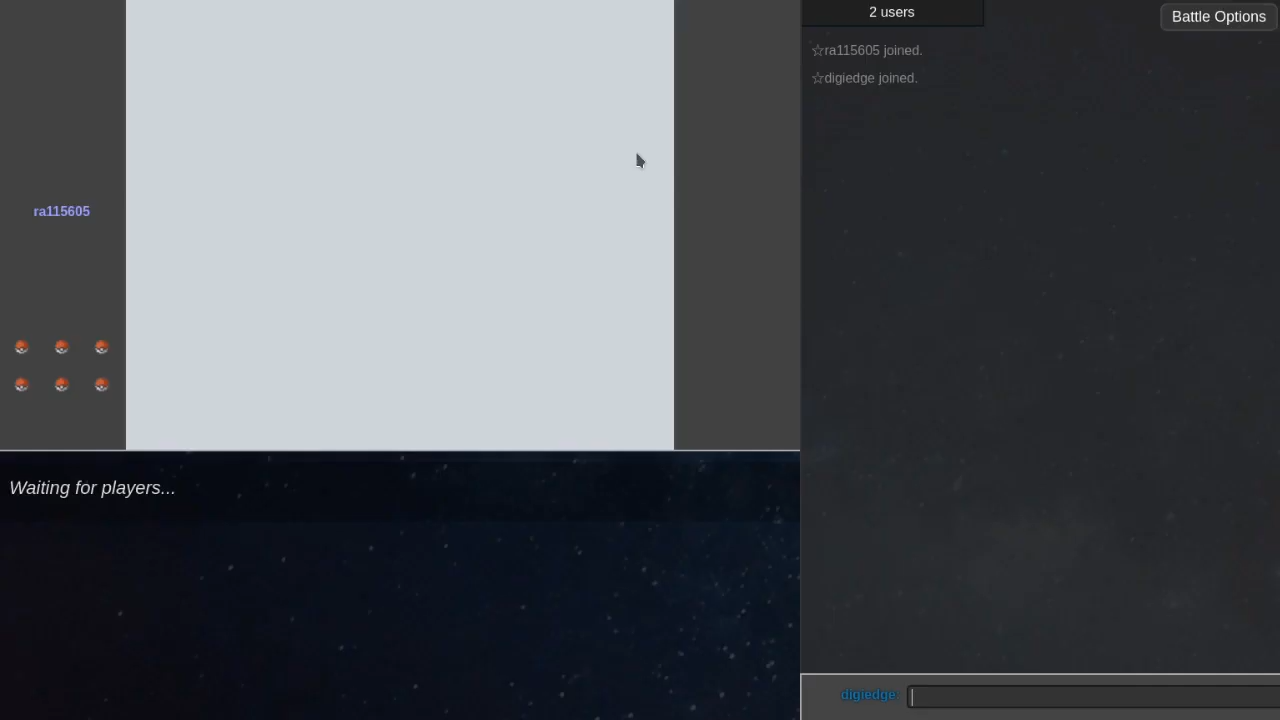 2 users
Battle Options
☆ra115605 joined.
☆digiedge joined.
ra115605
Waiting for players...
digiedge